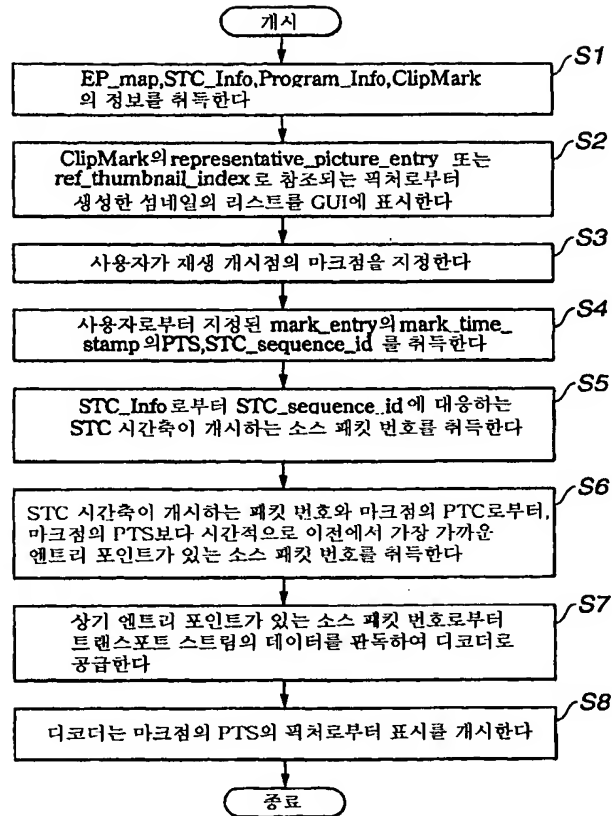 개시
S1
EP_map,STC_Info,Program_Info,ClipMark
의 정보를 취득한다
S2
ClipMark의 representative_picture_entry 또는
ref_thumbnail_index로 참조되는 픽처로부터
생성한 섬네일의 리스트를 GUI에 표시한다
S3
사용자가 재생 개시점의 마크점을 지정한다
S4
사용자로부터 지정된 mark_entry의 mark_time_
stamp의 PTS,STC_sequence_id 를 취득한다
S5
STC_Info로부터 STC_sequence_id에 대응하는
STC 시간축이 개시하는 소스 패킷 번호를 취득한다
S6
STC 시간축이 개시하는 패킷 번호와 마크점의 PTC로부터,
마크점의 PTS보다 시간적으로 이전에서 가장 가까운
엔트리 포인트가 있는 소스 패킷 번호를 취득한다
S7
상기 엔트리 포인트가 있는 소스 패킷 번호로부터
트랜스포트 스트림의 데이터를 판독하여 디코더로
공급한다
S8
디코더는 마크점의 PTS의 픽처로부터 표시를 개시한다
종료